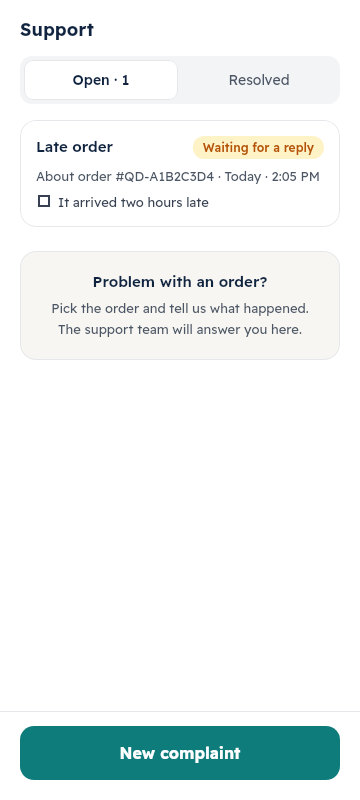 Support
Open · 1
Resolved
Late order
Waiting for a reply
About order #QD-A1B2C3D4 · Today · 2:05 PM
It arrived two hours late
Problem with an order?
Pick the order and tell us what happened.
The support team will answer you here.
New complaint